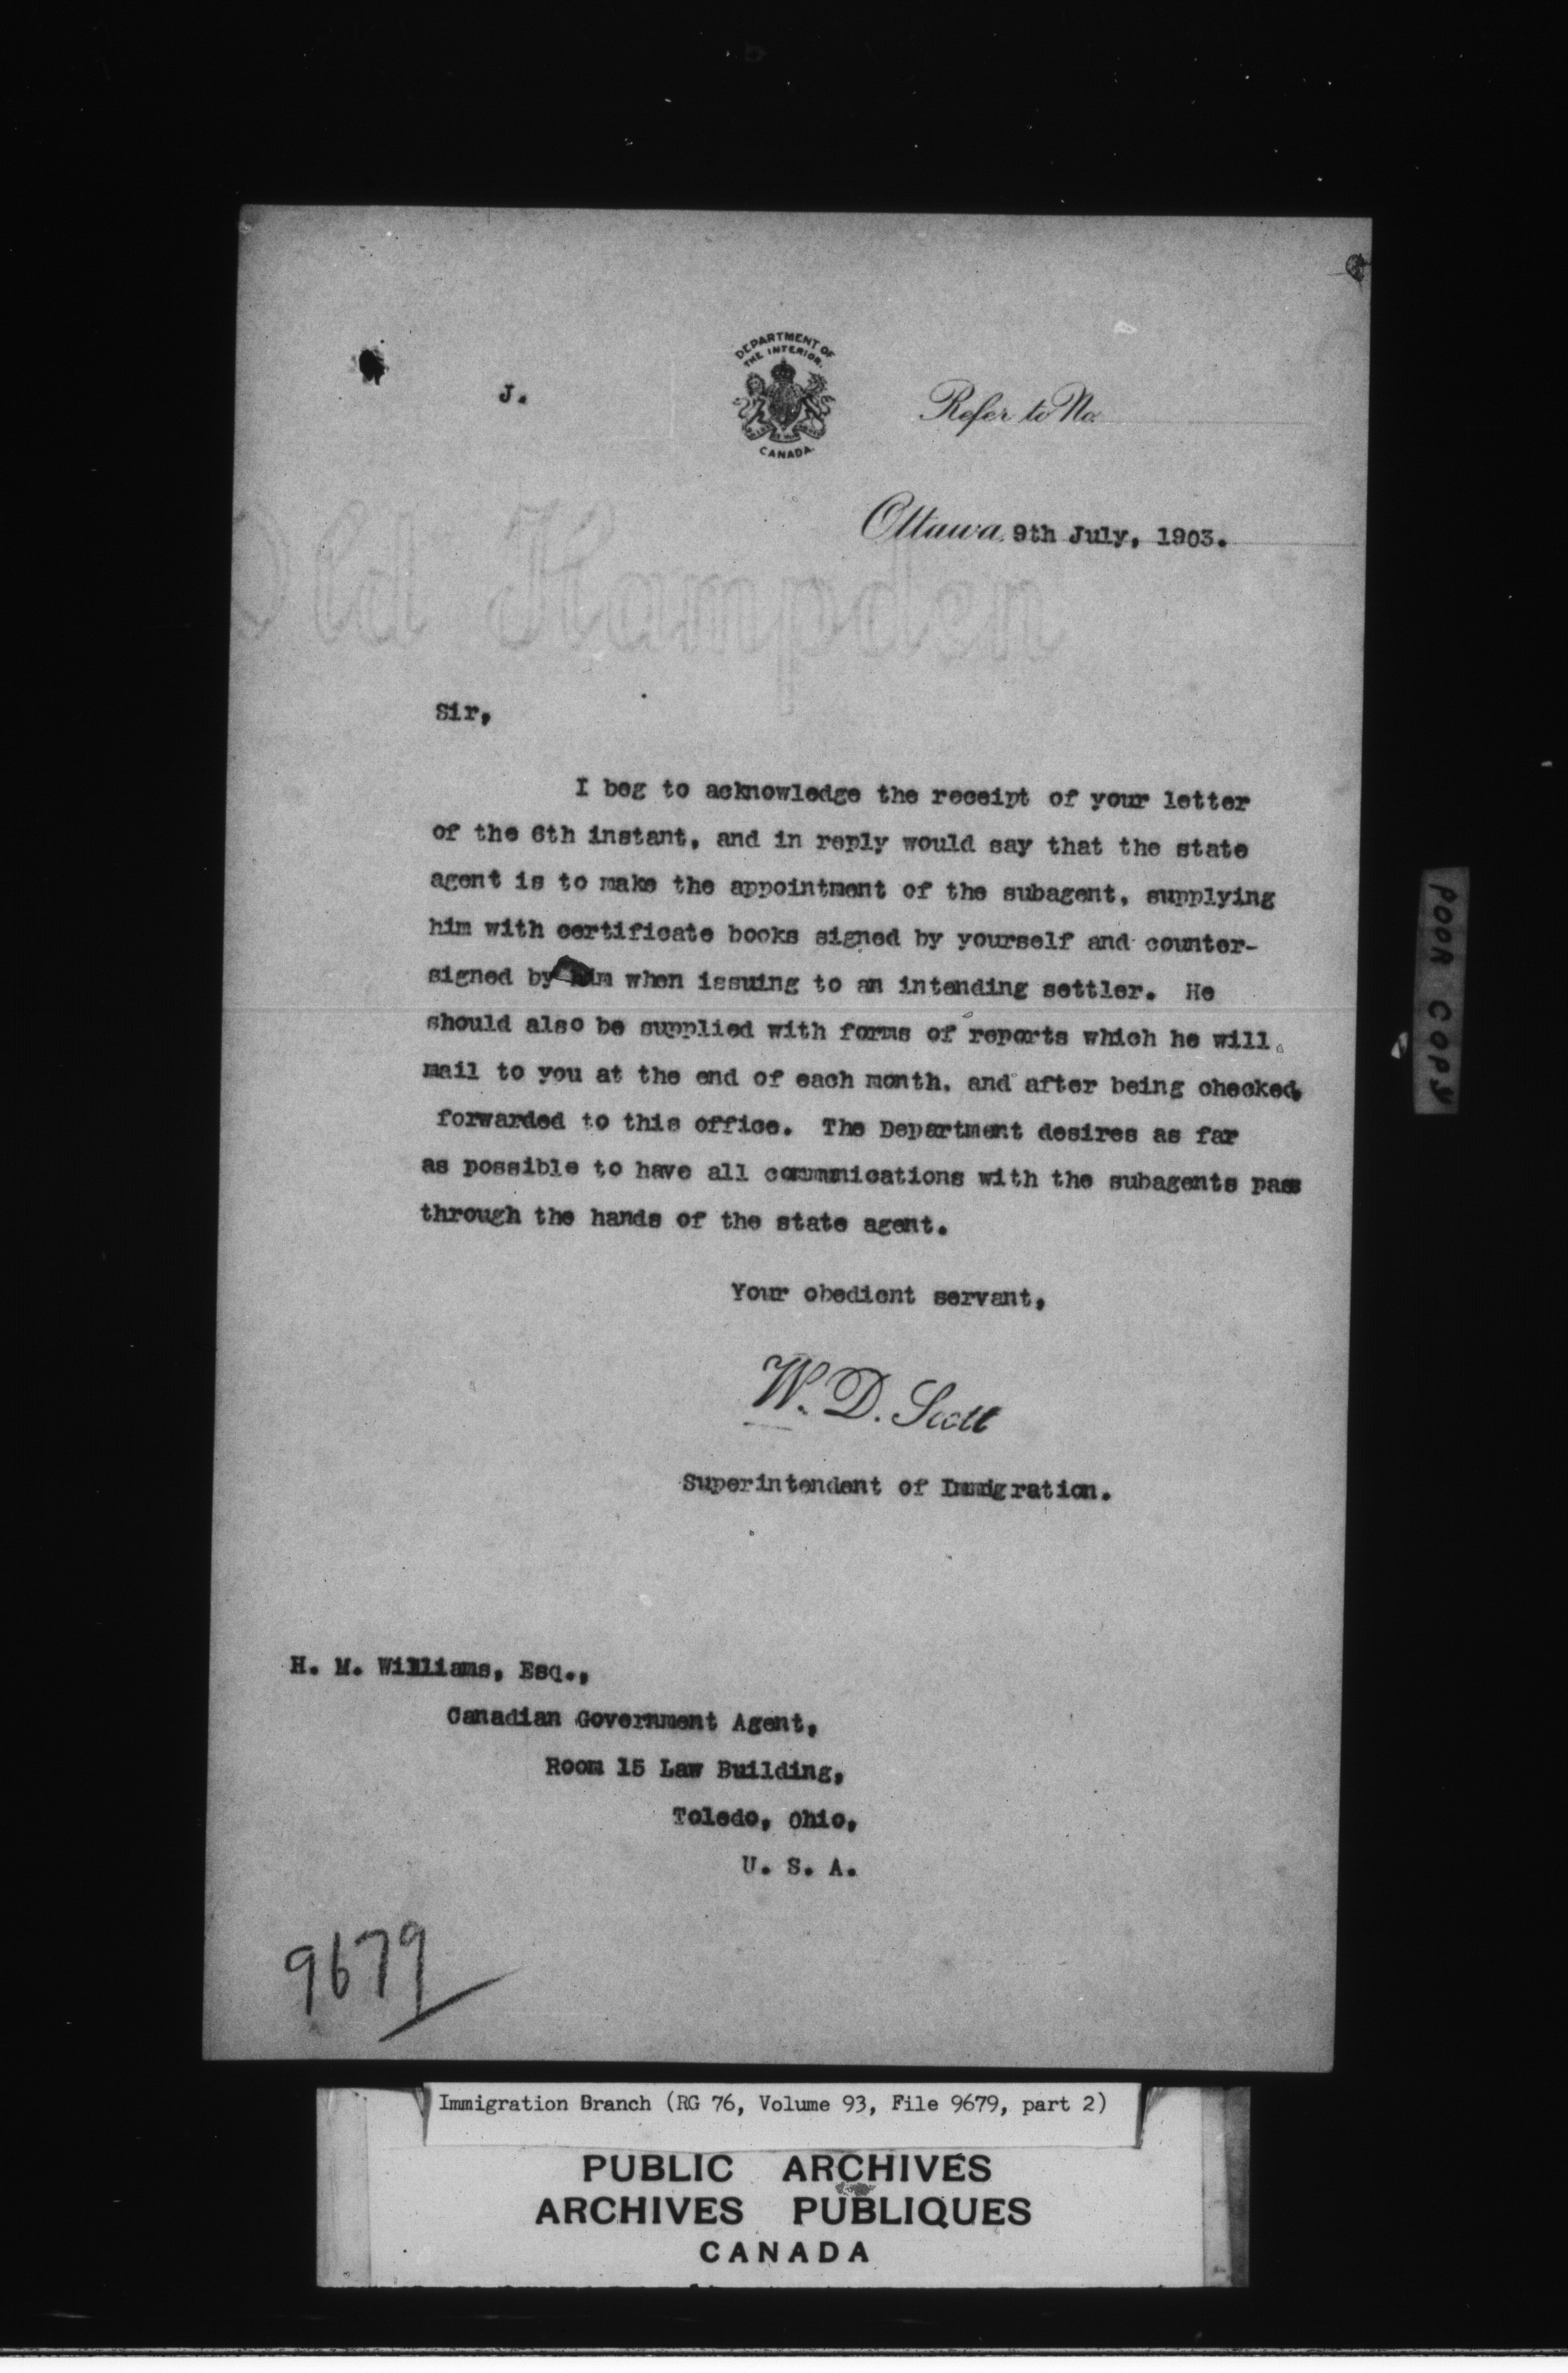 DEPARTMENT OF
THE INTERIOR.
CANADA.
J.
Refer to No.
Ottawa, 9th July, 1903.
Old Hampden
Sir,
I beg to acknowledge the receipt of your letter
of the 6th instant, and in reply would say that the state
agent is to make the appointment of the subagent, supplying
him with certificate books signed by yourself and counter-
signed by him when issuing to an intending settler. He
should also be supplied with forms of reports which he will
mail to you at the end of each month, and after being checked,
forwarded to this office. The Department desires as far
as possible to have all communications with the subagents pass
through the hands of the state agent.
Your obedient servant,
W. D. Scott
Superintendent of Immigration.
H. M. Williams, Esq.,
Canadian Government Agent,
Room 15 Law Building,
Toledo, Ohio,
U. S. A.
9679
POOR COPY
Immigration Branch (RG 76, Volume 93, File 9679, part 2)
PUBLIC ARCHIVES
ARCHIVES PUBLIQUES
CANADA